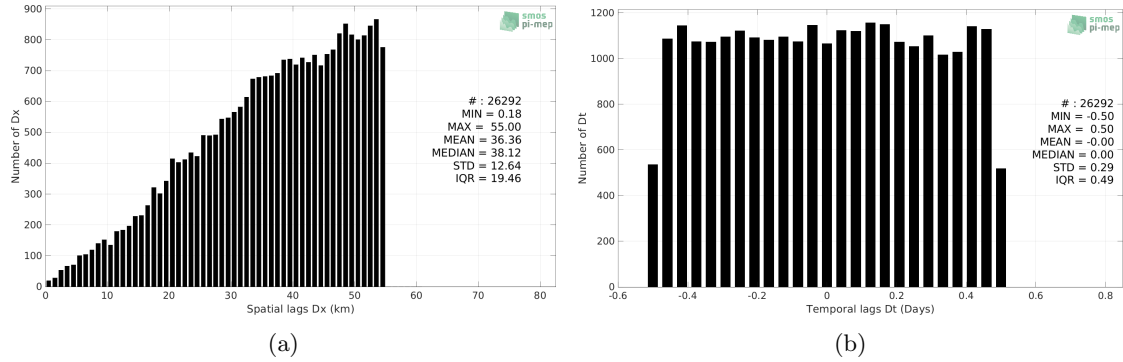 900
800
700
600
500
400
300
200
100
0
Number of Dx
0 10 20 30 40 50 60 70 80
Spatial lags Dx (km)
smos
pi-mep
# : 26292
MIN = 0.18
MAX = 55.00
MEAN = 36.36
MEDIAN = 38.12
STD = 12.64
IQR = 19.46
(a)
1200
1000
800
600
400
200
0
Number of Dt
-0.6 -0.4 -0.2 0 0.2 0.4 0.6 0.8
Temporal lags Dt (Days)
smos
pi-mep
# : 26292
MIN = -0.50
MAX = 0.50
MEAN = -0.00
MEDIAN = 0.00
STD = 0.29
IQR = 0.49
(b)